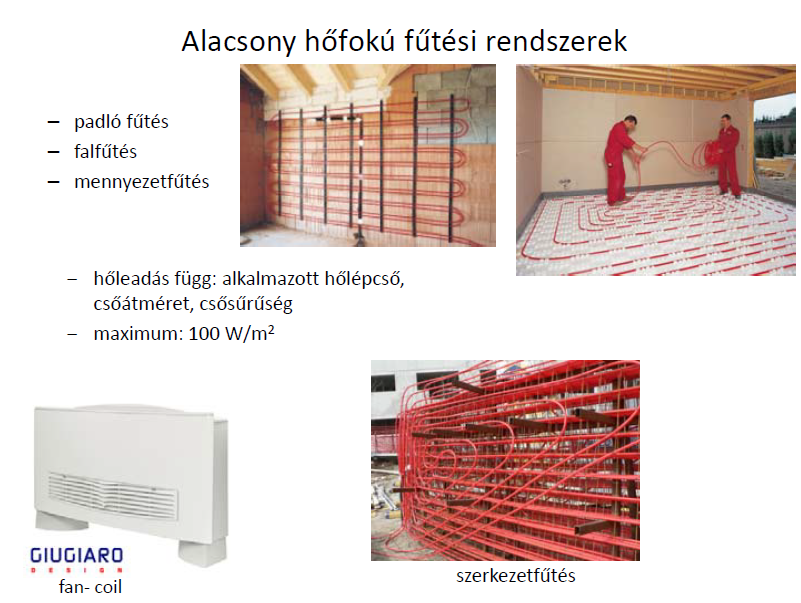 Alacsony hőfokú fűtési rendszerek
– padló fűtés
– falfűtés
– mennyezetfűtés
– hőleadás függ: alkalmazott hőlépcső,
csőátméret, csősűrűség
– maximum: 100 W/m²
GIUGIARO
DESIGN
fan- coil
szerkezetfűtés